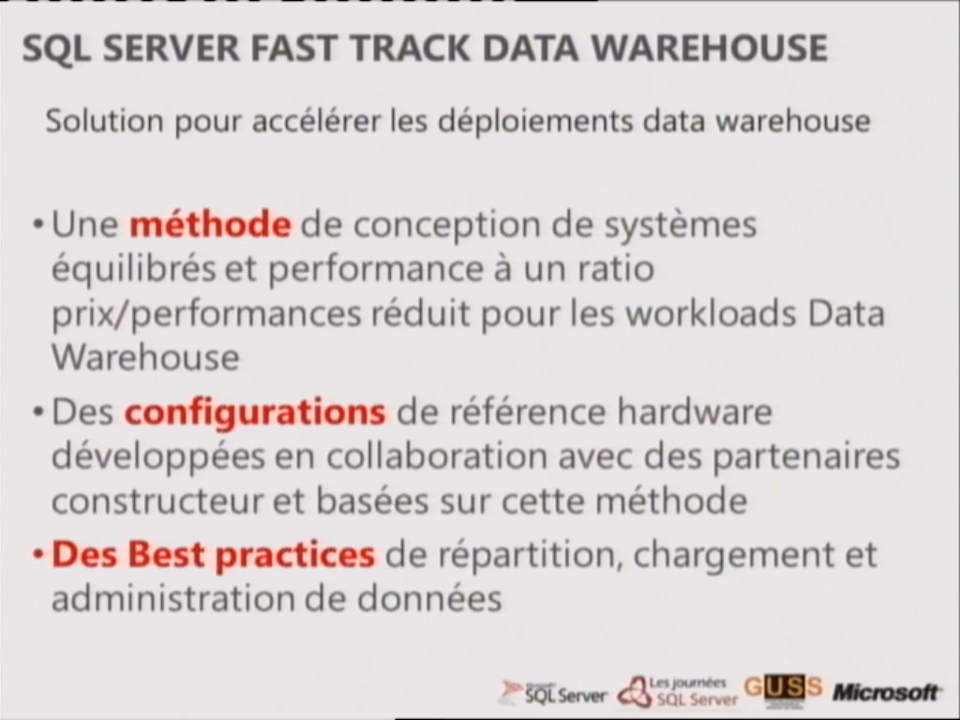 SQL SERVER FAST TRACK DATA WAREHOUSE
Solution pour accélérer les déploiements data warehouse
• Une méthode de conception de systèmes
équilibrés et performance à un ratio
prix/performances réduit pour les workloads Data
Warehouse
• Des configurations de référence hardware
développées en collaboration avec des partenaires
constructeur et basées sur cette méthode
• Des Best practices de répartition, chargement et
administration de données
SQL Server
Les journées
SQL Server
GUSS
Microsoft